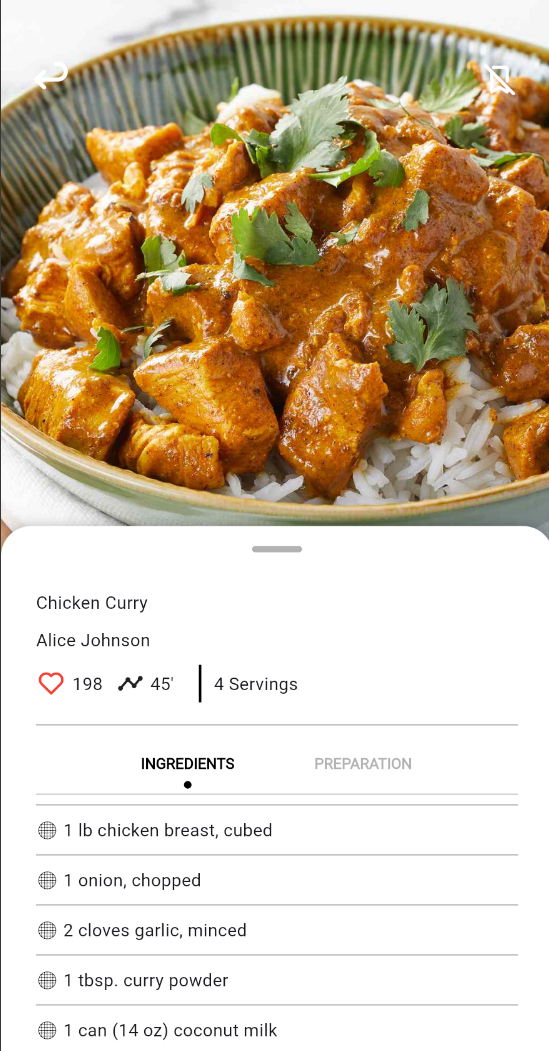 Chicken Curry
Alice Johnson
198 45' 4 Servings
INGREDIENTS PREPARATION
1 lb chicken breast, cubed
1 onion, chopped
2 cloves garlic, minced
1 tbsp. curry powder
1 can (14 oz) coconut milk